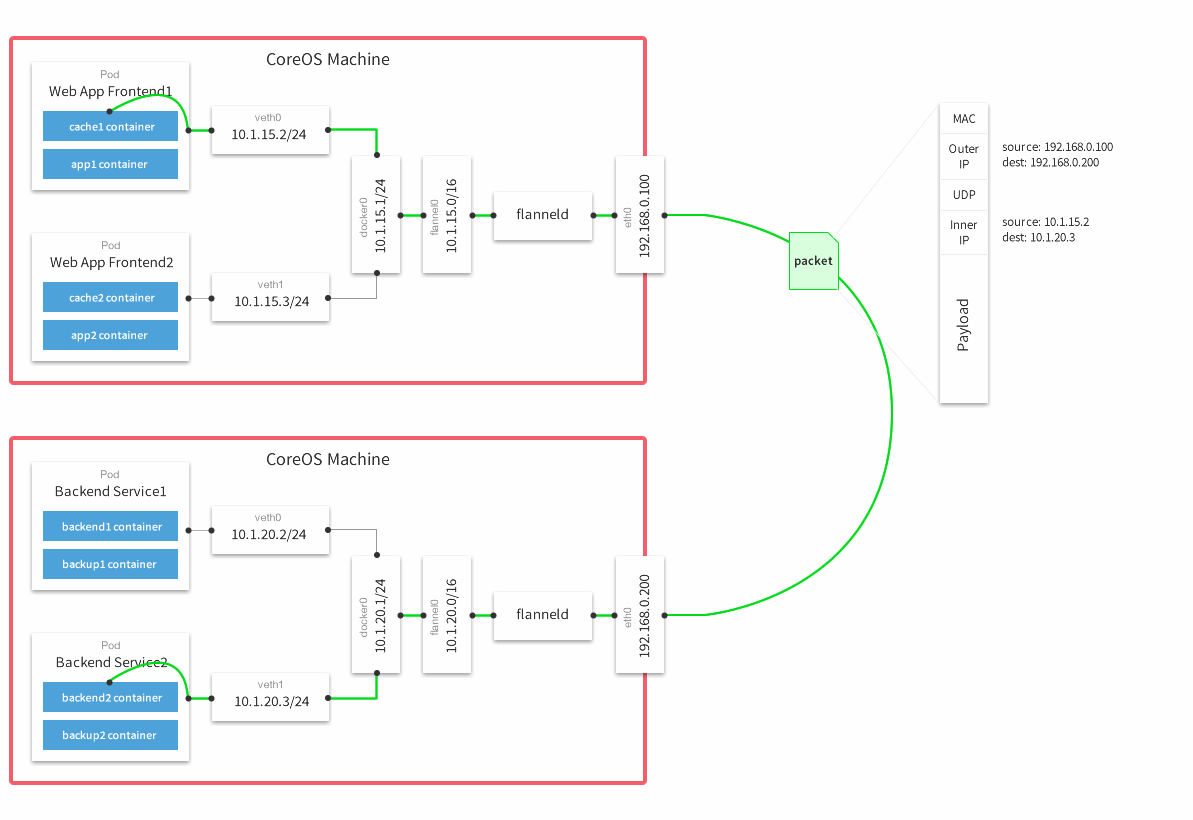 CoreOS Machine
Pod
Web App Frontend1
cache1 container
app1 container
veth0
10.1.15.2/24
Pod
Web App Frontend2
cache2 container
app2 container
veth1
10.1.15.3/24
docker0
10.1.15.1/24
flannel0
10.1.15.0/16
flanneld
eth0
192.168.0.100
packet
MAC
Outer
IP
source: 192.168.0.100
dest: 192.168.0.200
UDP
Inner
IP
source: 10.1.15.2
dest: 10.1.20.3
Payload
CoreOS Machine
Pod
Backend Service1
backend1 container
backup1 container
veth0
10.1.20.2/24
Pod
Backend Service2
backend2 container
backup2 container
veth1
10.1.20.3/24
docker0
10.1.20.1/24
flannel0
10.1.20.0/16
flanneld
eth0
192.168.0.200